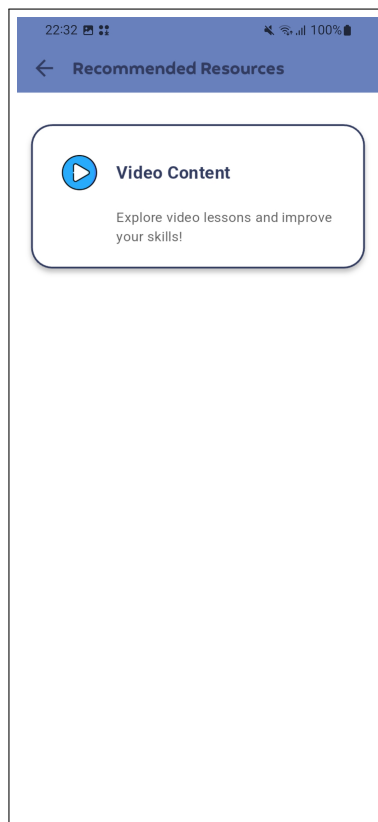 22:32 100%
Recommended Resources
Video Content
Explore video lessons and improve
your skills!